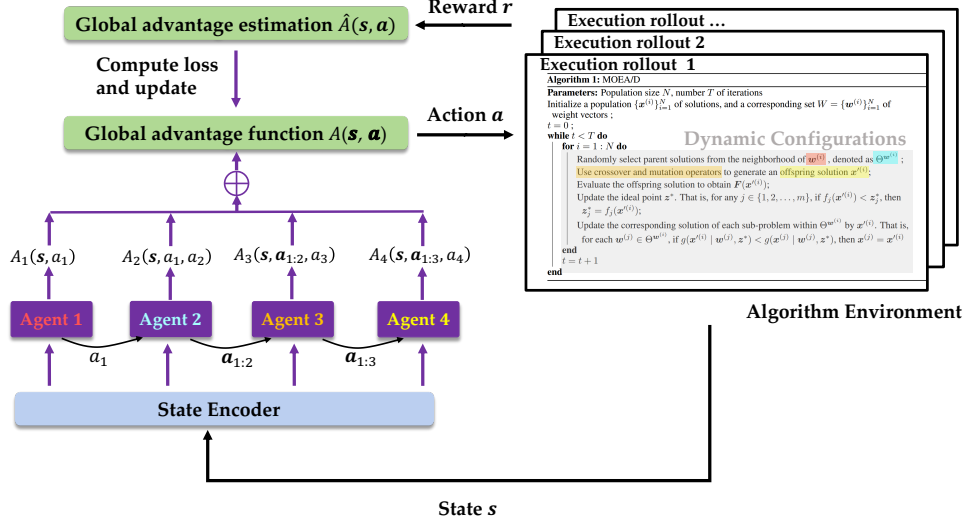 Global advantage estimation Â(s, a)
Reward r
Compute loss
and update
Global advantage function A(s, a)
Action a
A₁(s, a₁)
A₂(s, a₁, a₂)
A₃(s, a₁:₂, a₃)
A₄(s, a₁:₃, a₄)
Agent 1
Agent 2
Agent 3
Agent 4
a₁
a₁:₂
a₁:₃
State Encoder
State s
Execution rollout ...
Execution rollout 2
Execution rollout 1
Algorithm 1: MOEA/D
Parameters: Population size N, number T of iterations
Initialize a population {x^(i)}_{i=1}^N of solutions, and a corresponding set W = {w^(i)}_{i=1}^N of
weight vectors ;
t = 0 ;
while t < T do
Dynamic Configurations
for i = 1 : N do
Randomly select parent solutions from the neighborhood of w^(i), denoted as Θ^{w^(i)} ;
Use crossover and mutation operators to generate an offspring solution x'^(i);
Evaluate the offspring solution to obtain F(x'^(i));
Update the ideal point z*. That is, for any j ∈ {1, 2, . . . , m}, if f_j(x'^(i)) < z_j^*, then
z_j^* = f_j(x'^(i));
Update the corresponding solution of each sub-problem within Θ^{w^(i)} by x'^(i). That is,
for each w^(j) ∈ Θ^{w^(i)}, if g(x'^(i) | w^(j), z*) < g(x^(j) | w^(j), z*), then x^(j) = x'^(i)
end
t = t + 1
end
Algorithm Environment